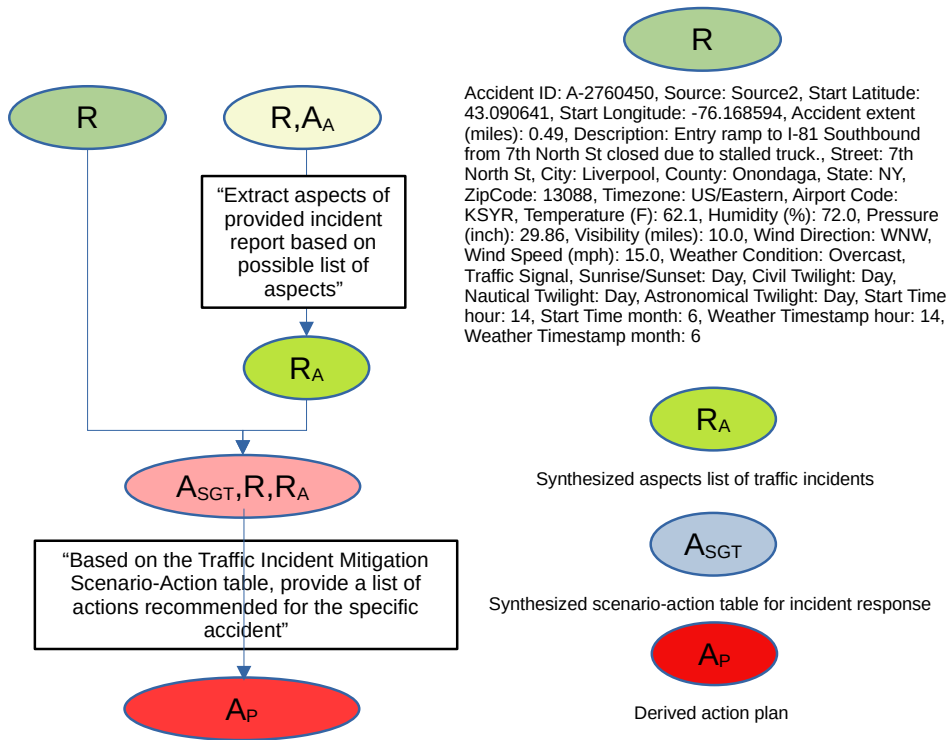 R
R,AA
“Extract aspects of
provided incident
report based on
possible list of
aspects”
RA
ASGT,R,RA
“Based on the Traffic Incident Mitigation
Scenario-Action table, provide a list of
actions recommended for the specific
accident”
AP
R
Accident ID: A-2760450, Source: Source2, Start Latitude:
43.090641, Start Longitude: -76.168594, Accident extent
(miles): 0.49, Description: Entry ramp to I-81 Southbound
from 7th North St closed due to stalled truck., Street: 7th
North St, City: Liverpool, County: Onondaga, State: NY,
ZipCode: 13088, Timezone: US/Eastern, Airport Code:
KSYR, Temperature (F): 62.1, Humidity (%): 72.0, Pressure
(inch): 29.86, Visibility (miles): 10.0, Wind Direction: WNW,
Wind Speed (mph): 15.0, Weather Condition: Overcast,
Traffic Signal, Sunrise/Sunset: Day, Civil Twilight: Day,
Nautical Twilight: Day, Astronomical Twilight: Day, Start Time
hour: 14, Start Time month: 6, Weather Timestamp hour: 14,
Weather Timestamp month: 6
RA
Synthesized aspects list of traffic incidents
ASGT
Synthesized scenario-action table for incident response
AP
Derived action plan